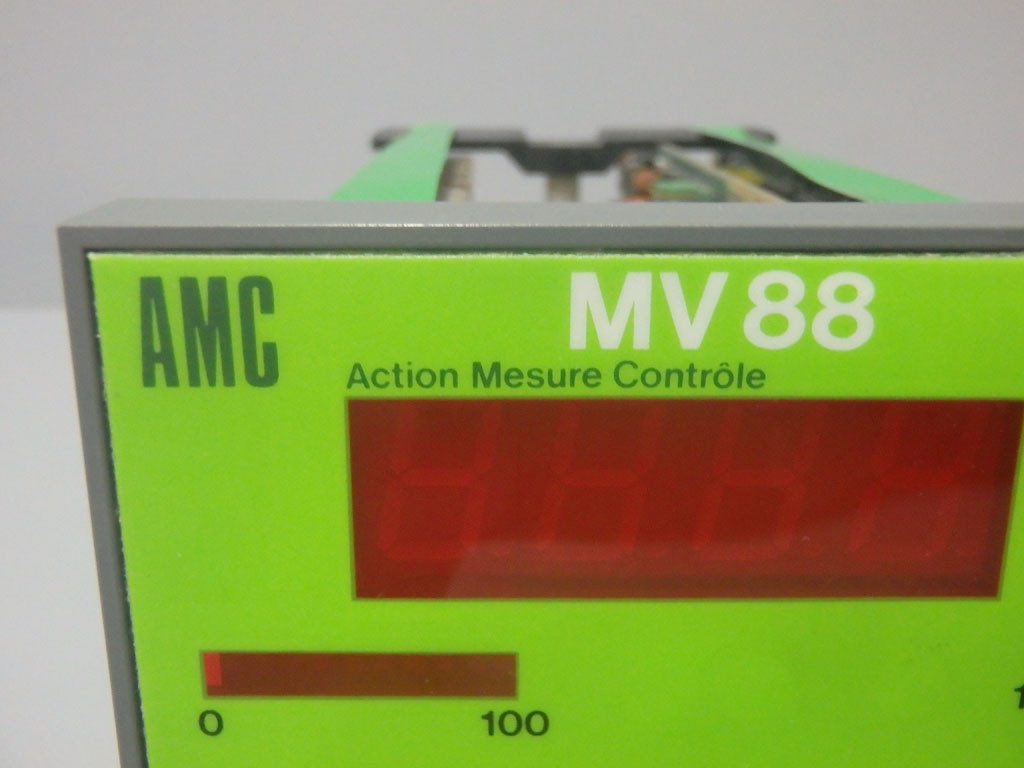 AMC
MV 88
Action Mesure Contrôle
0 100